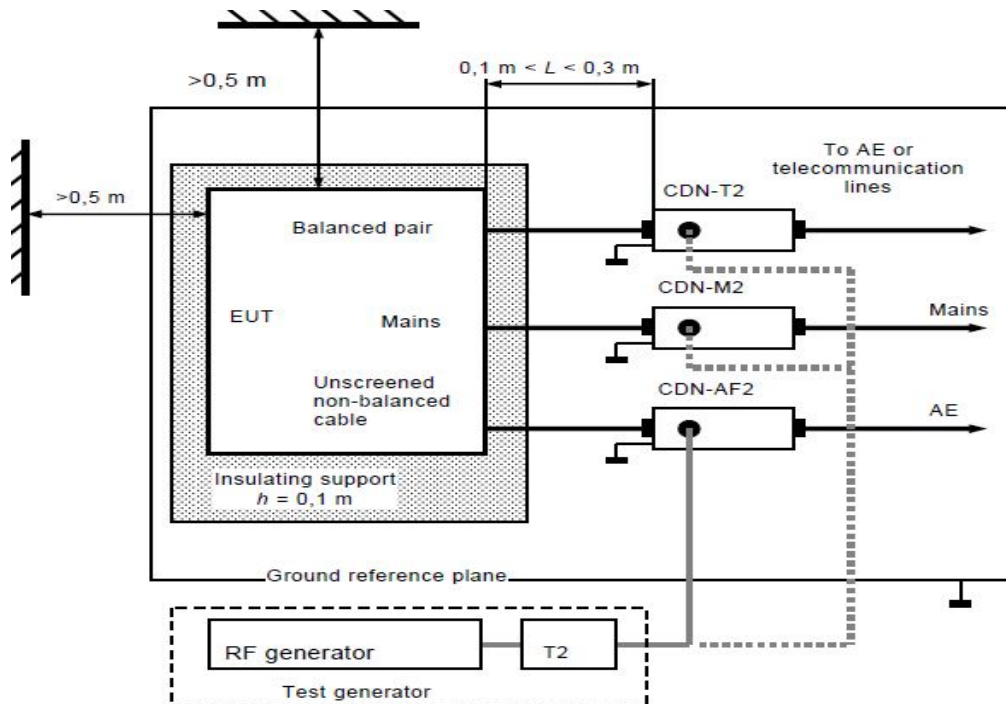 >0,5 m
0,1 m < L < 0,3 m
>0,5 m
To AE or
telecommunication
lines
CDN-T2
Balanced pair
CDN-M2
EUT
Mains
Mains
Unscreened
non-balanced
cable
CDN-AF2
AE
Insulating support
h = 0,1 m
Ground reference plane
RF generator
T2
Test generator